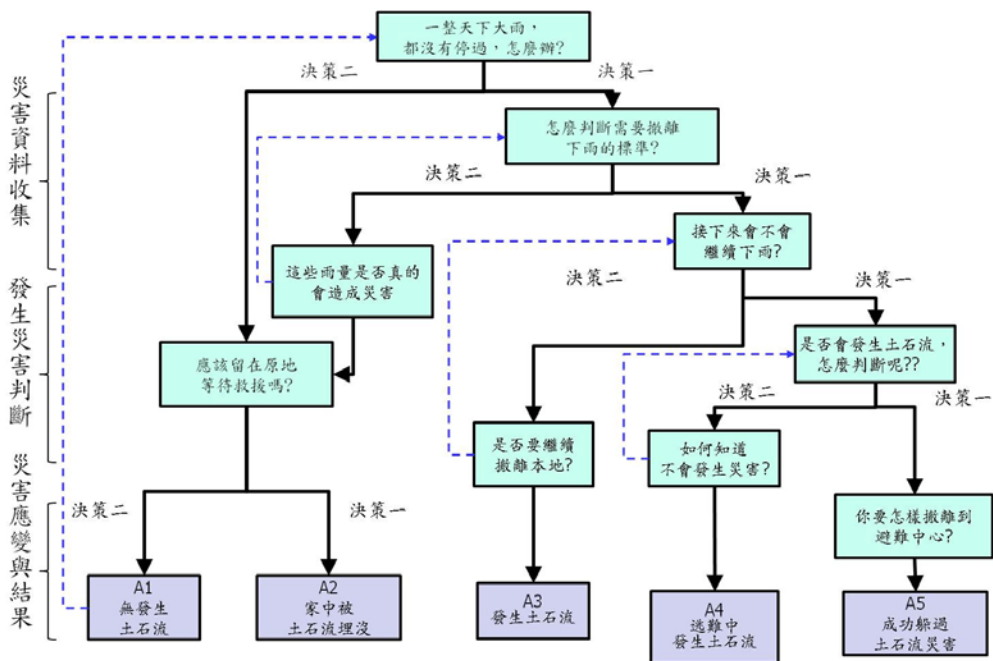 一整天下大雨，
都沒有停過，怎麼辦?
決策二
決策一
災害資料收集
怎麼判斷需要撤離
下雨的標準?
決策二
決策一
接下來會不會
繼續下雨?
這些雨量是否真的
會造成災害
決策二
決策一
發生災害判斷
是否會發生土石流，
怎麼判斷呢??
應該留在原地
等待救援嗎?
決策二
決策一
是否要繼續
撤離本地?
如何知道
不會發生災害?
災害應變與結果
決策二
決策一
你要怎樣撤離到
避難中心?
A1
無發生
土石流
A2
家中被
土石流埋沒
A3
發生土石流
A4
逃難中
發生土石流
A5
成功躲過
土石流災害